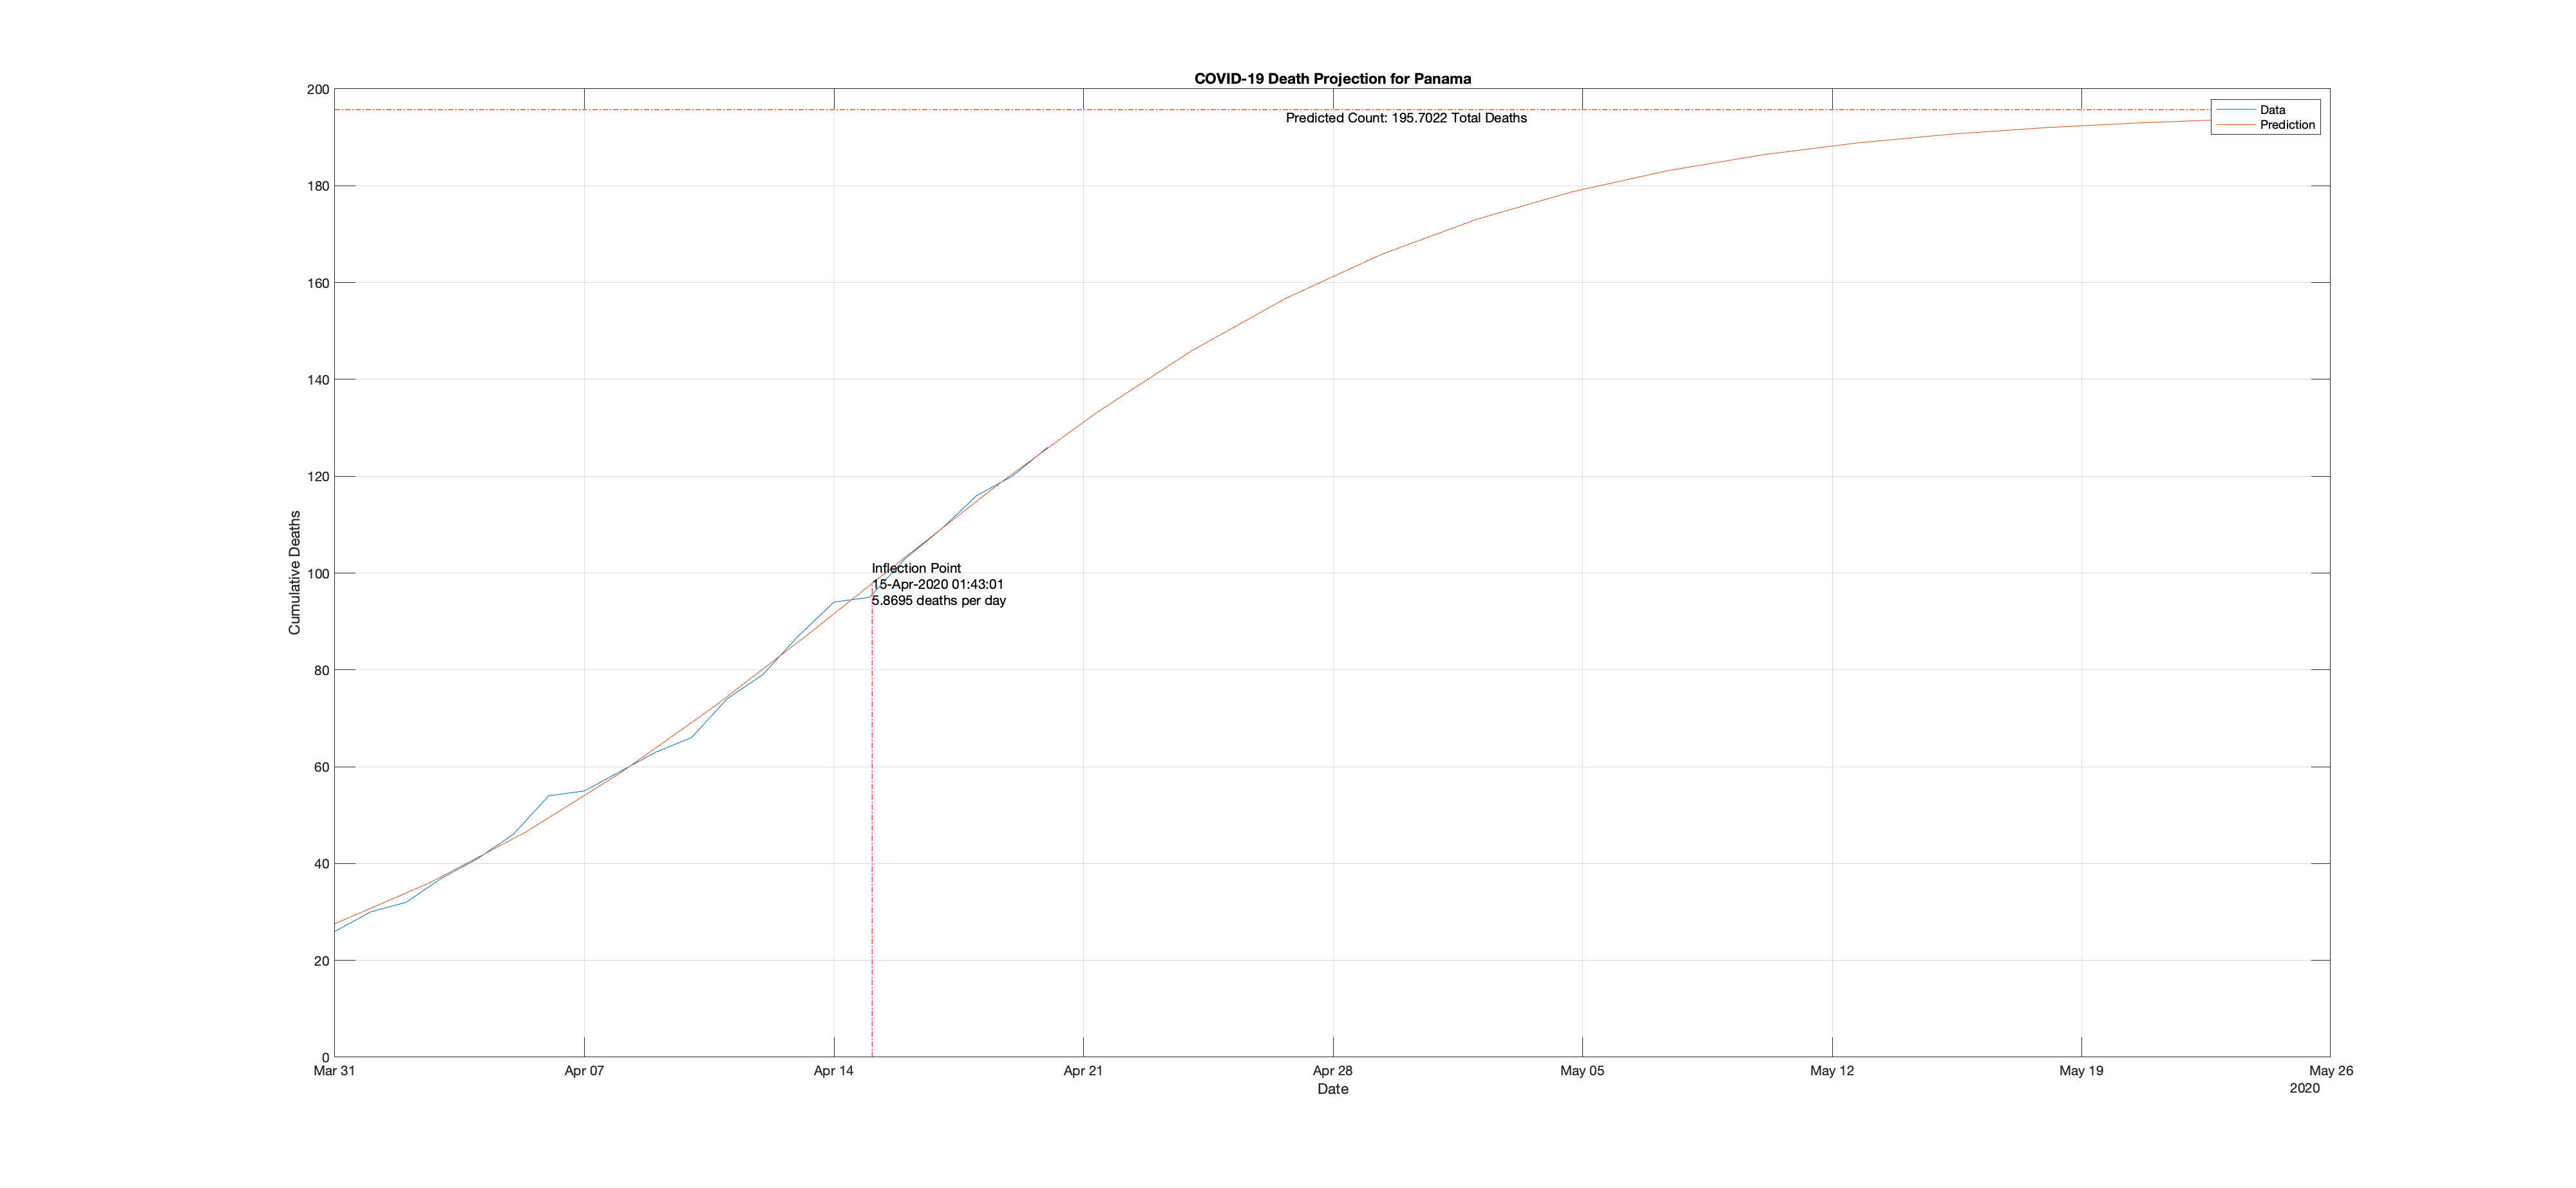 COVID-19 Death Projection for Panama
200
180
160
140
120
100
80
60
40
20
0
Cumulative Deaths
Predicted Count: 195.7022 Total Deaths
Data
Prediction
Inflection Point
15-Apr-2020 01:43:01
5.8695 deaths per day
Mar 31 Apr 07 Apr 14 Apr 21 Apr 28 May 05 May 12 May 19 May 26
Date
2020